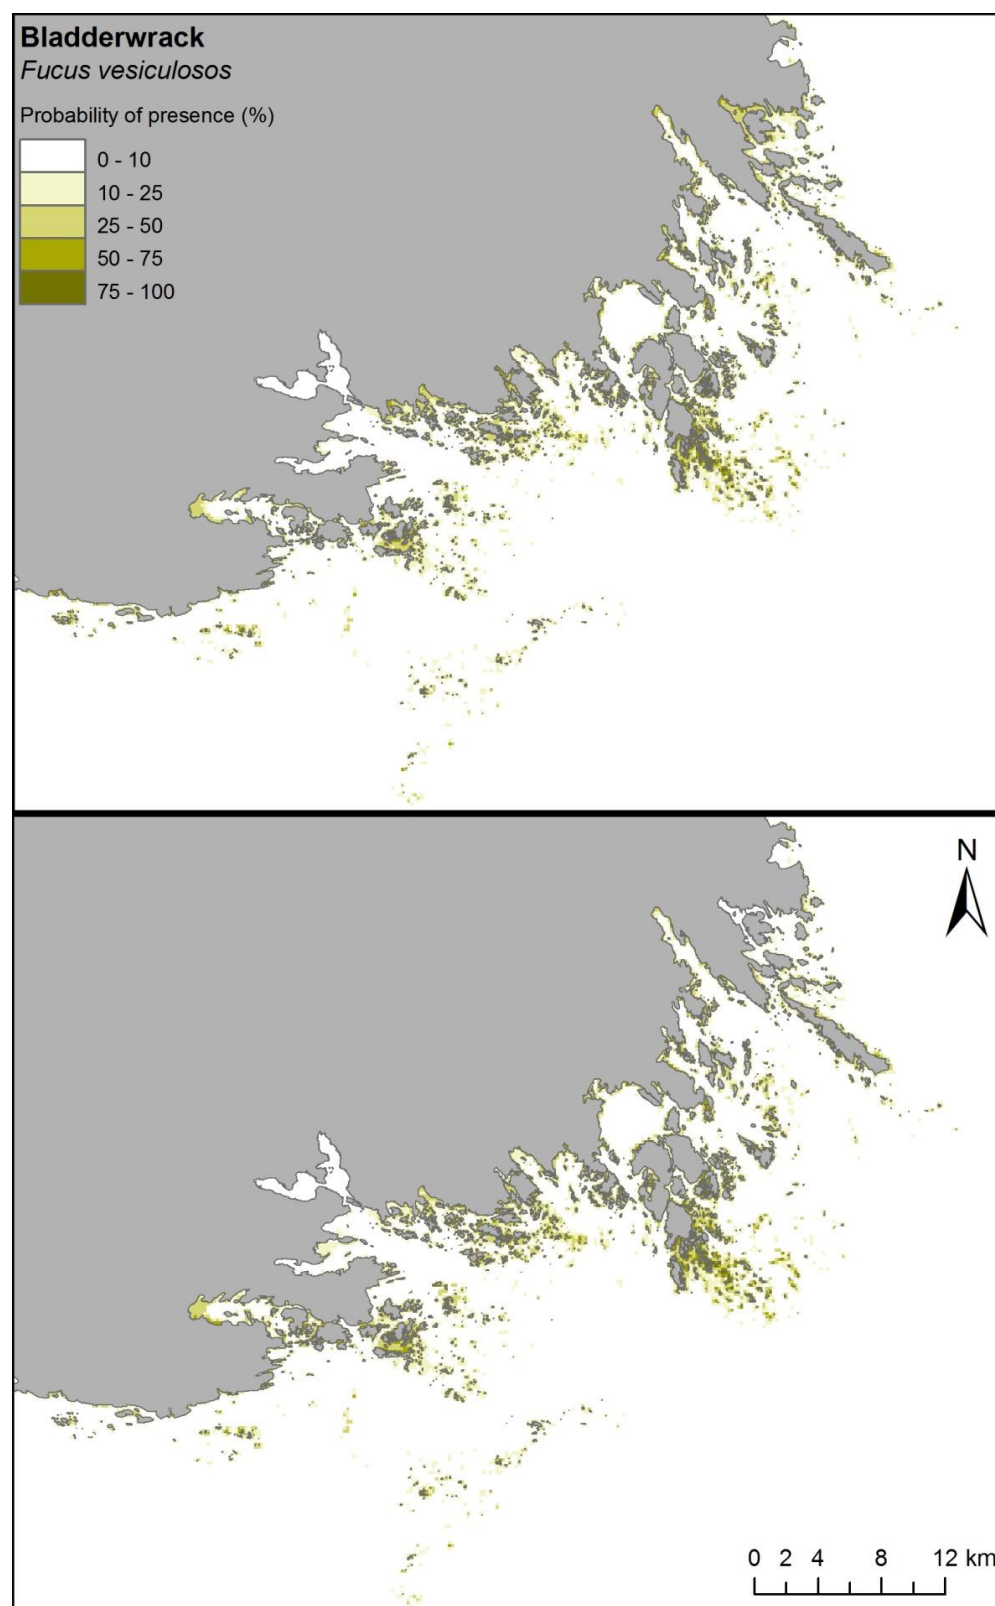 Bladderwrack
Fucus vesiculosos
Probability of presence (%)
0 - 10
10 - 25
25 - 50
50 - 75
75 - 100
N
0 2 4 8 12 km